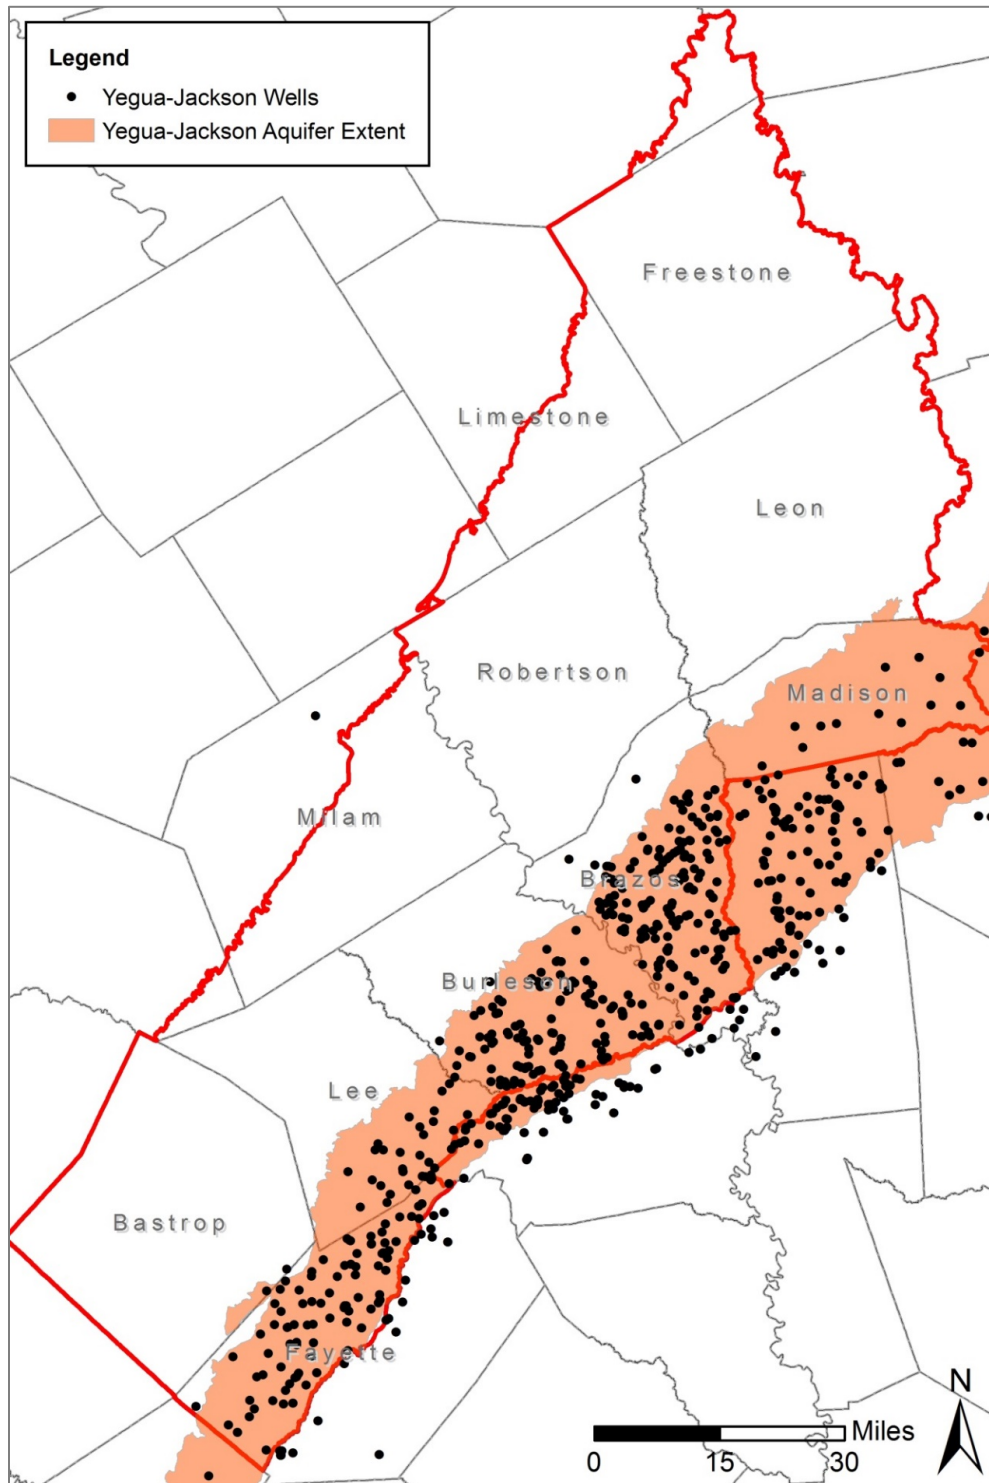 Legend
Yegua-Jackson Wells
Yegua-Jackson Aquifer Extent
Freestone
Limestone
Leon
Robertson
Madison
Milam
Brazos
Burleson
Lee
Bastrop
Fayette
N
Miles
0 15 30